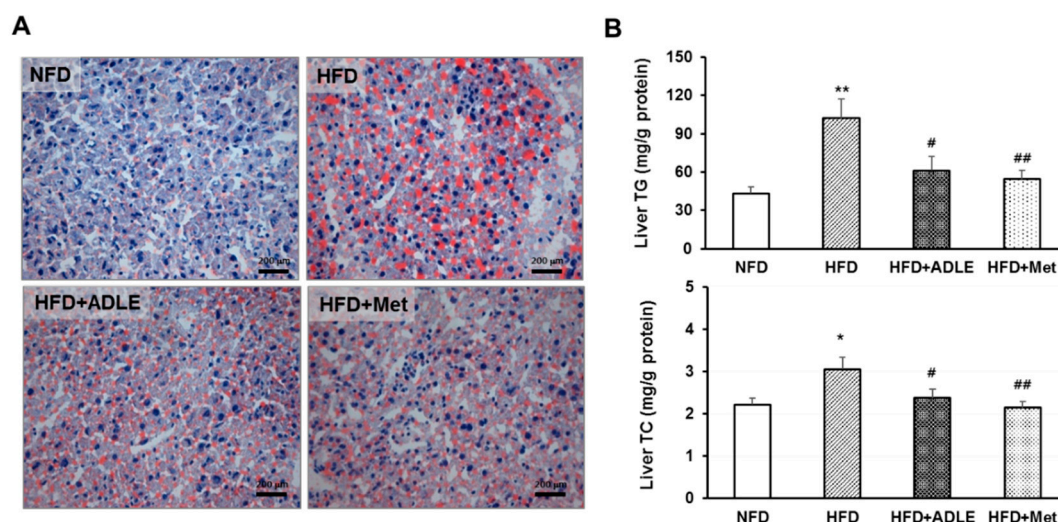 A
NFD
200 µm
HFD
200 µm
HFD+ADLE
200 µm
HFD+Met
200 µm
B
Liver TG (mg/g protein)
150
120
90
60
30
0
**
#
##
NFD HFD HFD+ADLE HFD+Met
Liver TC (mg/g protein)
5
4
3
2
1
0
*
#
##
NFD HFD HFD+ADLE HFD+Met